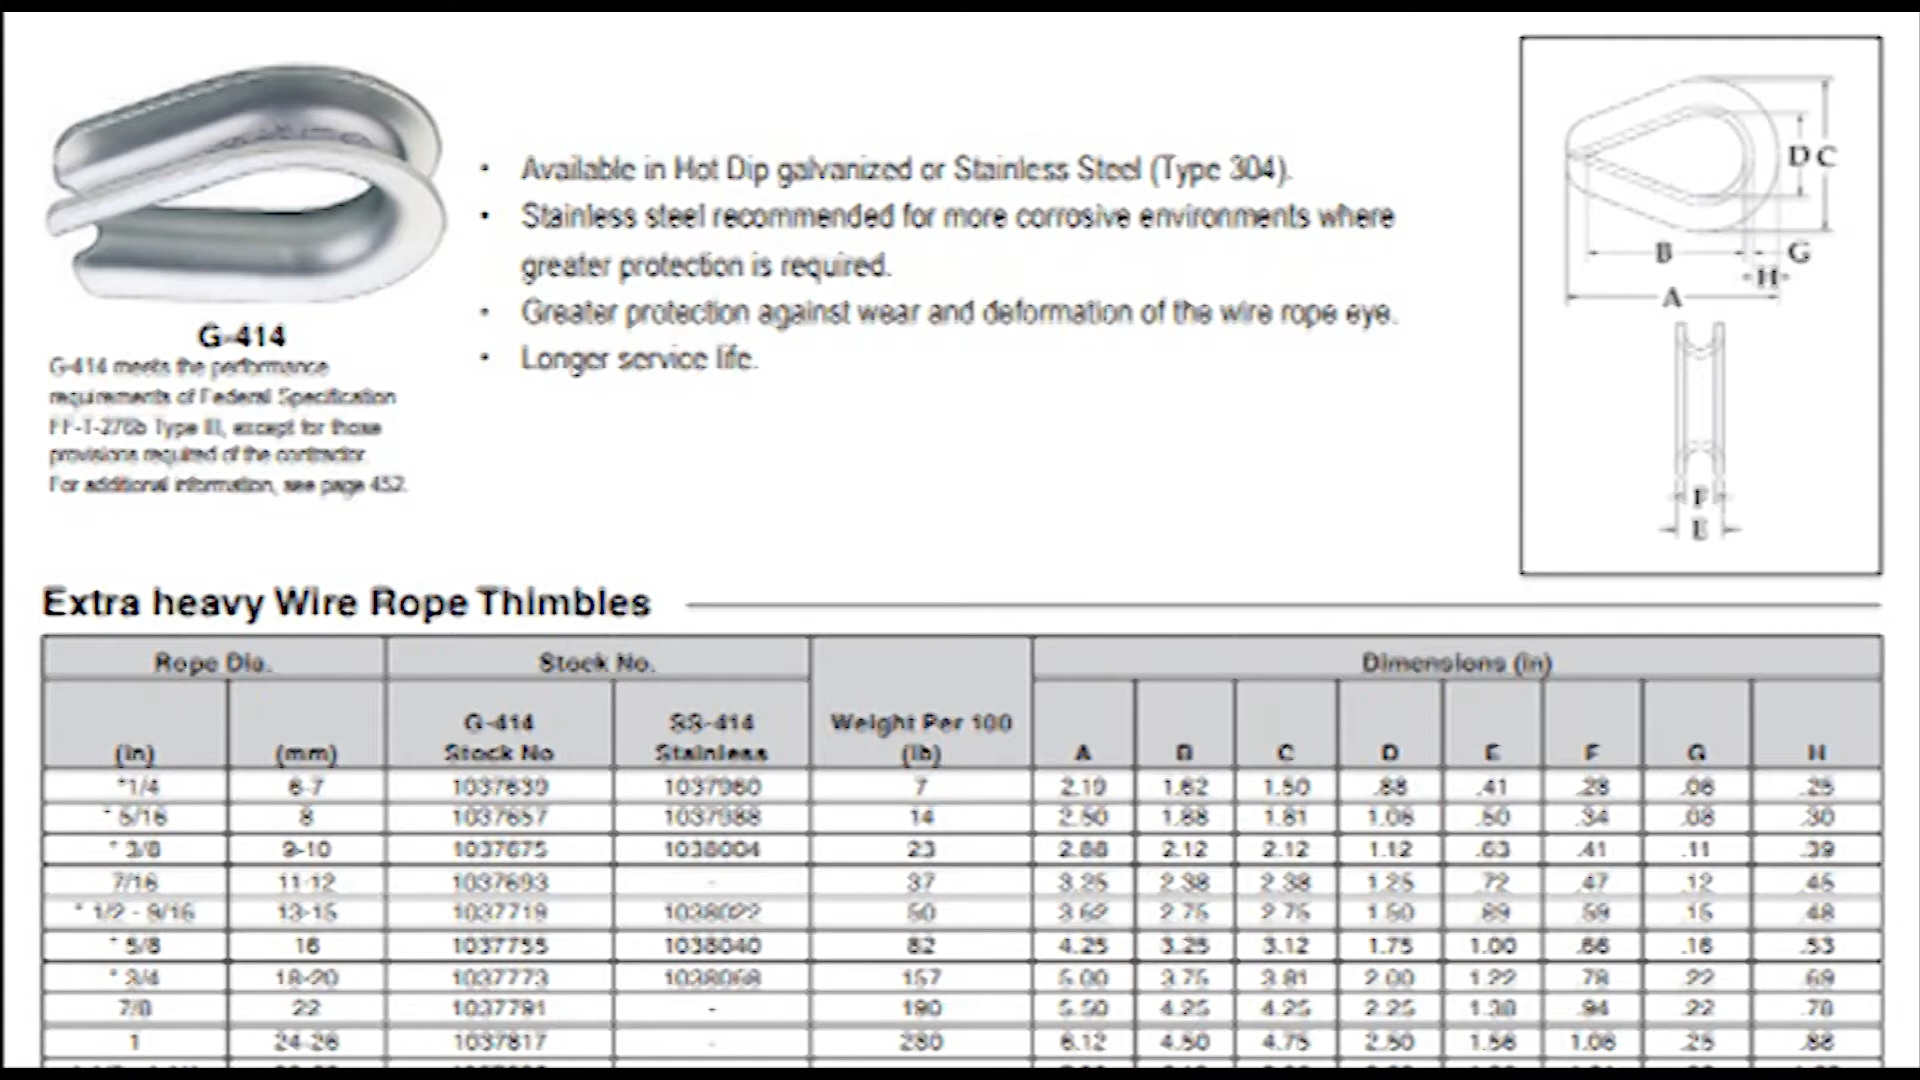 D C
B
G
H
A
F
E
• Available in Hot Dip galvanized or Stainless Steel (Type 304).
• Stainless steel recommended for more corrosive environments where
greater protection is required.
• Greater protection against wear and deformation of the wire rope eye.
• Longer service life.
G-414
G-414 meets the performance
requirements of Federal Specification
FF-T-276b Type III, except for those
provisions required of the contractor.
For additional information, see page 452.
Extra heavy Wire Rope Thimbles
Rope Dia. Stock No. Weight Per 100 (lb) Dimensions (in)
(in) (mm) G-414 Stock No SS-414 Stainless A B C D E F G H
*1/4 6-7 1037639 1037960 7 2.19 1.62 1.50 .88 .41 .28 .06 .25
* 5/16 8 1037657 1037988 14 2.50 1.88 1.81 1.06 .50 .34 .08 .30
* 3/8 9-10 1037675 1038004 23 2.88 2.12 2.12 1.12 .63 .41 .11 .39
7/16 11-12 1037693 - 37 3.25 2.38 2.38 1.25 .72 .47 .12 .45
* 1/2 - 9/16 13-15 1037719 1038022 50 3.62 2.75 2.75 1.50 .89 .59 .15 .48
* 5/8 16 1037755 1038040 82 4.25 3.25 3.12 1.75 1.00 .66 .16 .53
* 3/4 18-20 1037773 1038068 157 5.00 3.75 3.81 2.00 1.22 .78 .22 .69
7/8 22 1037791 - 190 5.50 4.25 4.25 2.25 1.38 .94 .22 .78
1 24-26 1037817 - 280 6.12 4.50 4.75 2.50 1.56 1.06 .25 .88